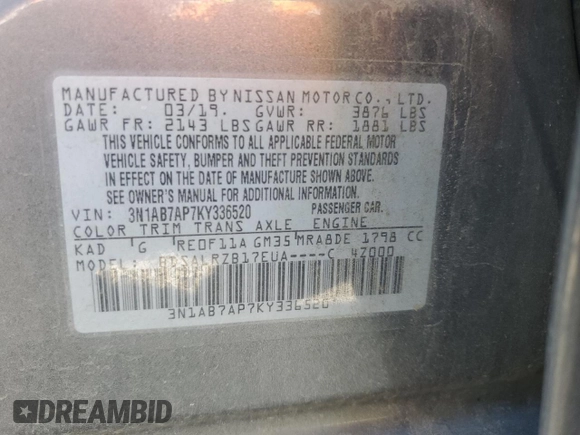 MANUFACTURED BY NISSAN MOTOR CO., LTD.
DATE: 03/19. GVWR: 3876 LBS
GAWR FR: 2143 LBS GAWR RR: 1881 LBS
THIS VEHICLE CONFORMS TO ALL APPLICABLE FEDERAL MOTOR
VEHICLE SAFETY, BUMPER AND THEFT PREVENTION STANDARDS
IN EFFECT ON THE DATE OF MANUFACTURE SHOWN ABOVE.
SEE OWNER'S MANUAL FOR ADDITIONAL INFORMATION.
VIN: 3N1AB7AP7KY336520 PASSENGER CAR.
COLOR TRIM TRANS AXLE ENGINE
KAD G RE0F11A GM35 MRA8DE 1798 CC
MODEL: BDSALRZB17EUA----C 4Z000
3N1AB7AP7KY336520
DREAMBID